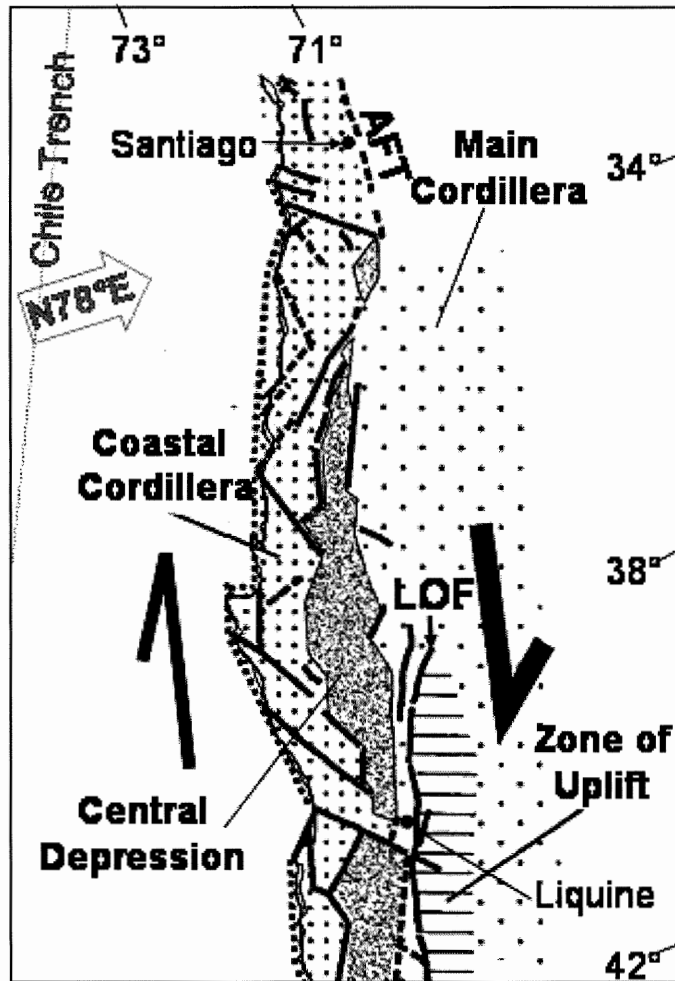 73°
71°
Santiago
AFT
Main
Cordillera
34°
Chile Trench
N78°E
Coastal
Cordillera
38°
LOF
Zone of
Uplift
Central
Depression
Liquine
42°